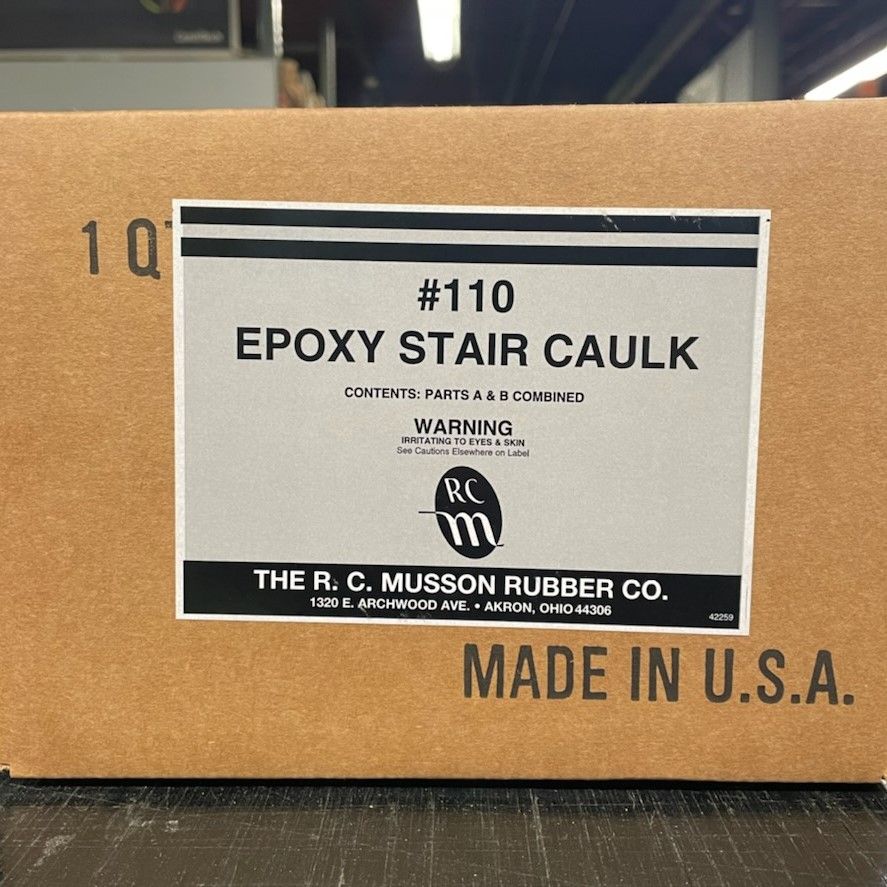 1 Q
#110
EPOXY STAIR CAULK
CONTENTS: PARTS A & B COMBINED
WARNING
IRRITATING TO EYES & SKIN
See Cautions Elsewhere on Label
RC
m
THE R. C. MUSSON RUBBER CO.
1320 E. ARCHWOOD AVE. • AKRON, OHIO 44306
42259
MADE IN U.S.A.